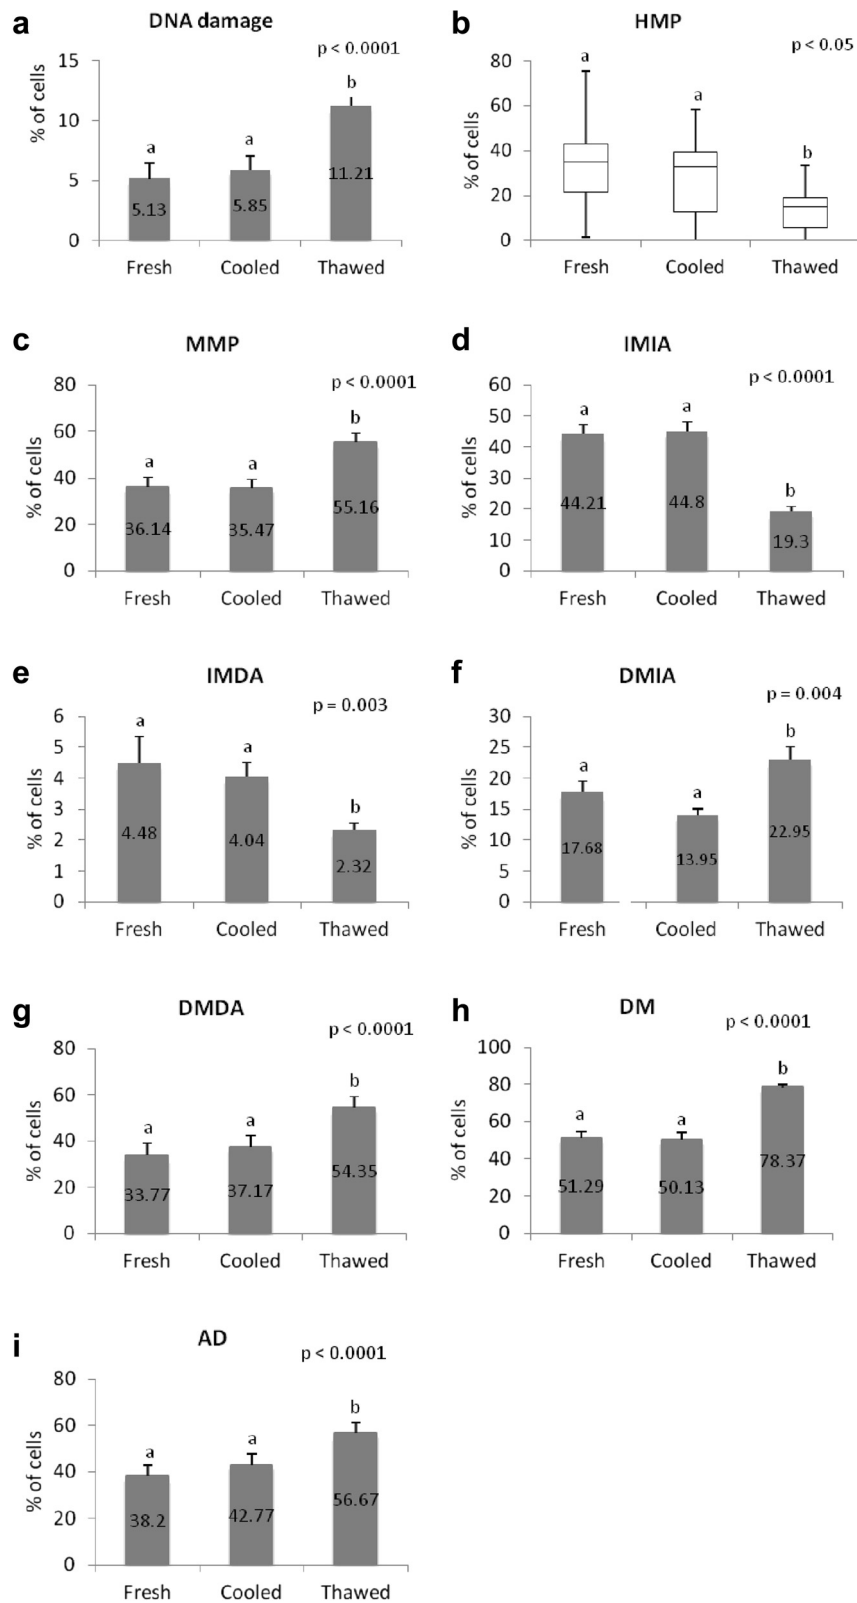 a
DNA damage
p < 0.0001
% of cells
15
10
5
0
a
a
b
5.13
5.85
11.21
Fresh Cooled Thawed
b
HMP
p < 0.05
% of cells
80
60
40
20
0
a
a
b
Fresh Cooled Thawed
c
MMP
p < 0.0001
% of cells
80
60
40
20
0
a
a
b
36.14
35.47
55.16
Fresh Cooled Thawed
d
IMIA
p < 0.0001
% of cells
60
50
40
30
20
10
0
a
a
b
44.21
44.8
19.3
Fresh Cooled Thawed
e
IMDA
p = 0.003
% of cells
6
5
4
3
2
1
0
a
a
b
4.48
4.04
2.32
Fresh Cooled Thawed
f
DMIA
p = 0.004
% of cells
30
25
20
15
10
5
0
a
a
b
17.68
13.95
22.95
Fresh Cooled Thawed
g
DMDA
p < 0.0001
% of cells
80
60
40
20
0
a
a
b
33.77
37.17
54.35
Fresh Cooled Thawed
h
DM
p < 0.0001
% of cells
100
80
60
40
20
0
a
a
b
51.29
50.13
78.37
Fresh Cooled Thawed
i
AD
p < 0.0001
% of cells
80
60
40
20
0
a
a
b
38.2
42.77
56.67
Fresh Cooled Thawed